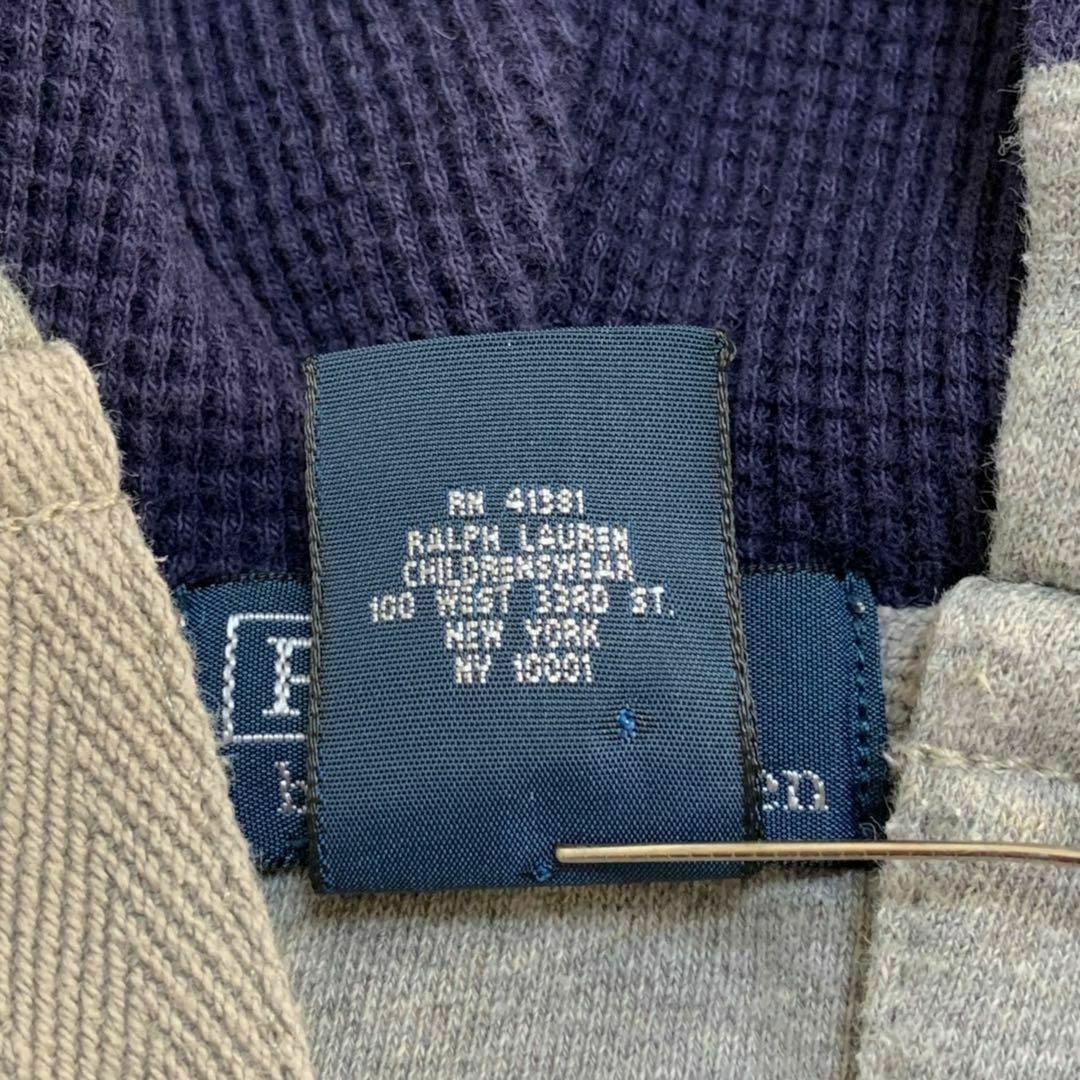 RN 41381
RALPH LAUREN
CHILDRENSWEAR
100 WEST 33RD ST.
NEW YORK
NY 10001